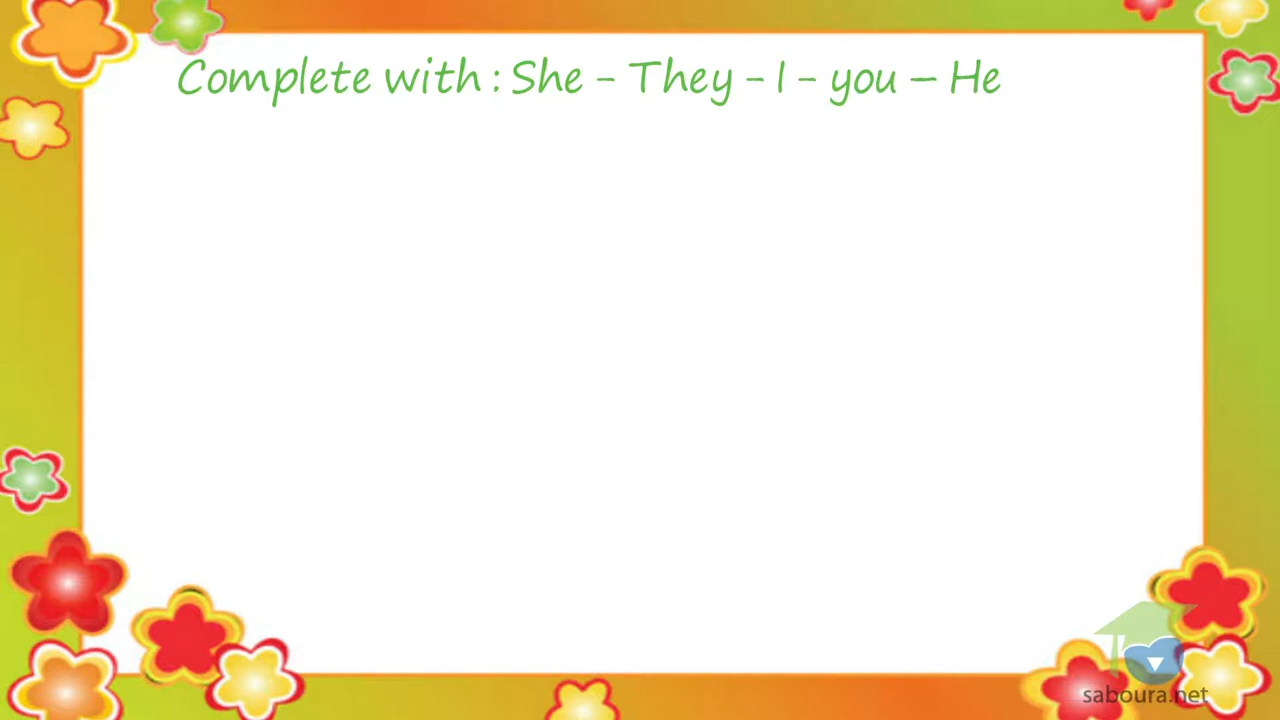 Complete with : She - They - I - you – He
saboura.net